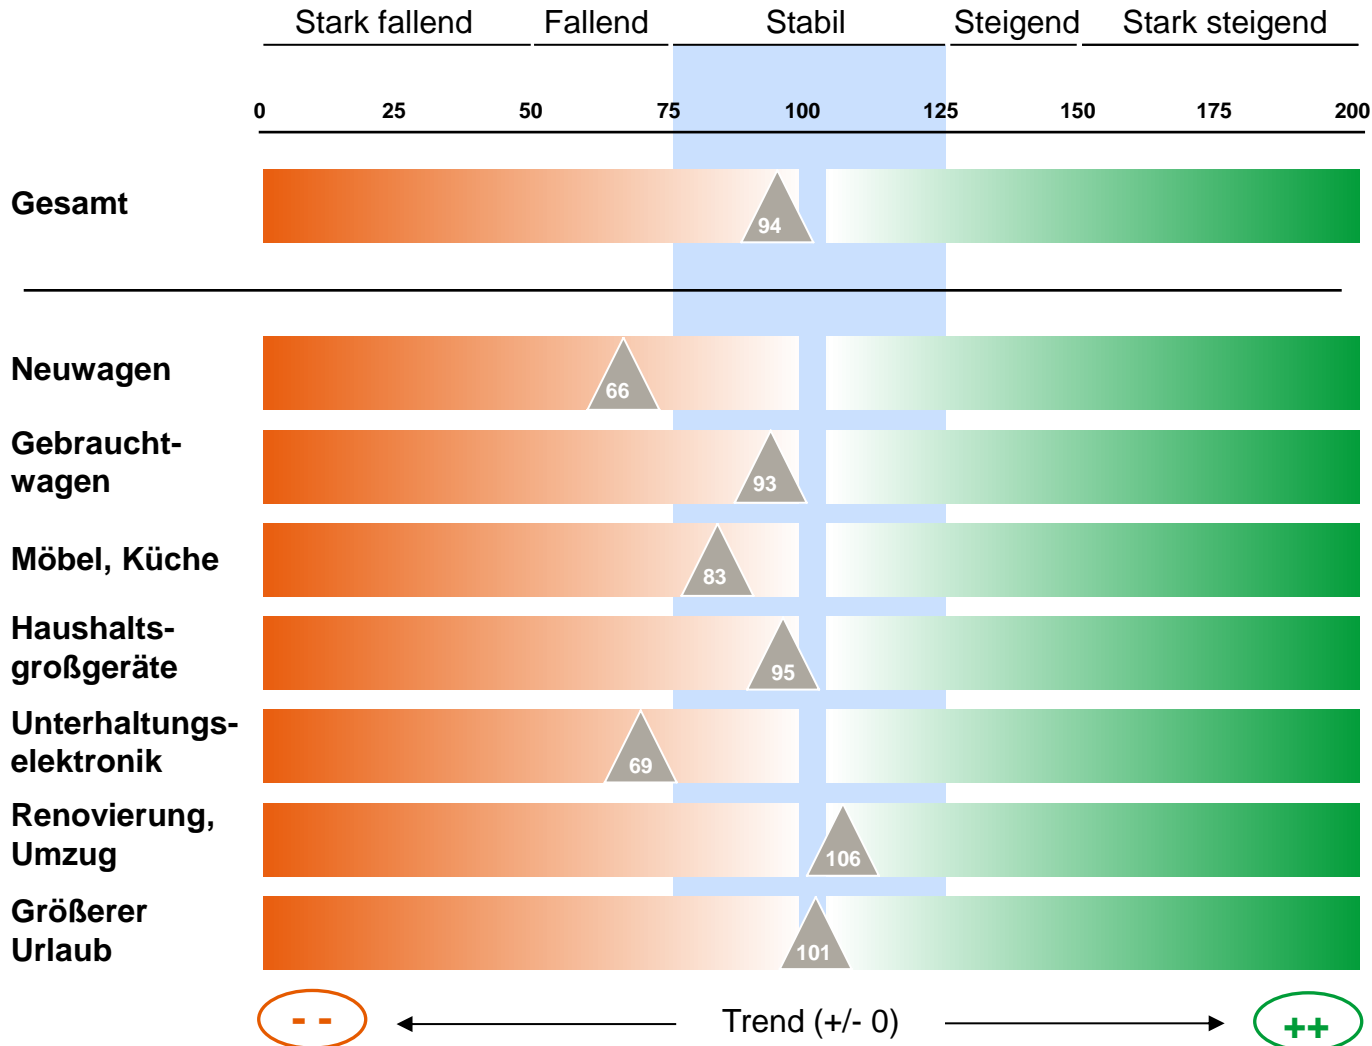 Stark fallend Fallend Stabil Steigend Stark steigend
0 25 50 75 100 125 150 175 200
Gesamt
94
Neuwagen
66
Gebraucht-
wagen
93
Möbel, Küche
83
Haushalts-
großgeräte
95
Unterhaltungs-
elektronik
69
Renovierung,
Umzug
106
Größerer
Urlaub
101
- - Trend (+/- 0) ++